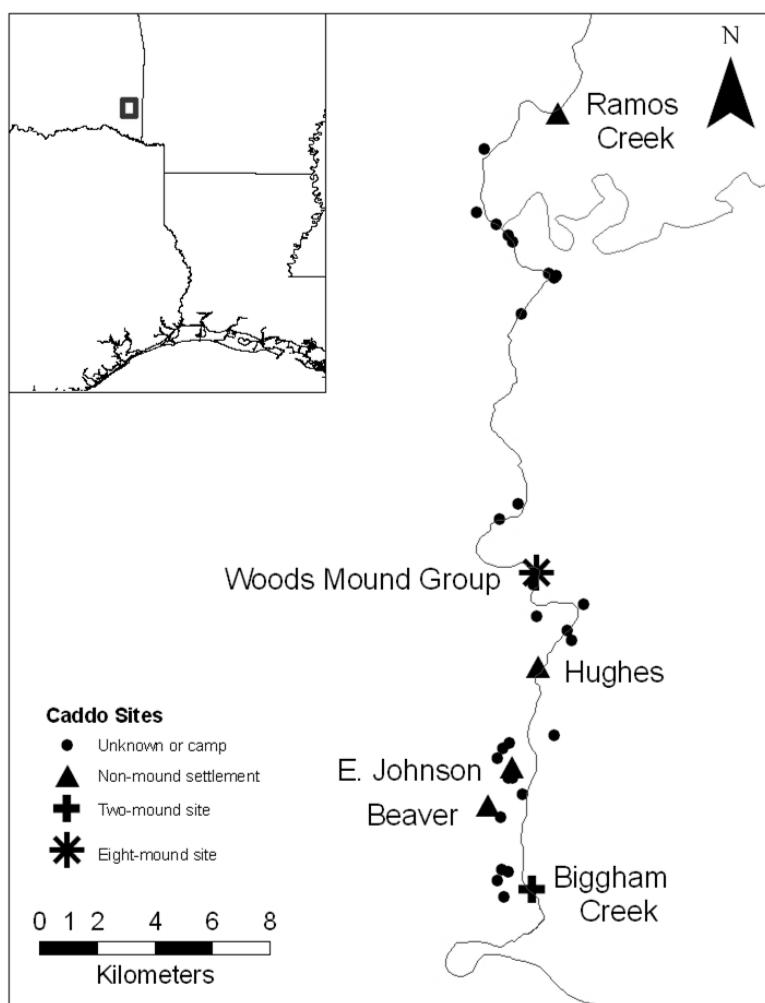 N
Ramos
Creek
Woods Mound Group
Hughes
E. Johnson
Beaver
Biggham
Creek
Caddo Sites
Unknown or camp
Non-mound settlement
Two-mound site
Eight-mound site
0 1 2 4 6 8
Kilometers